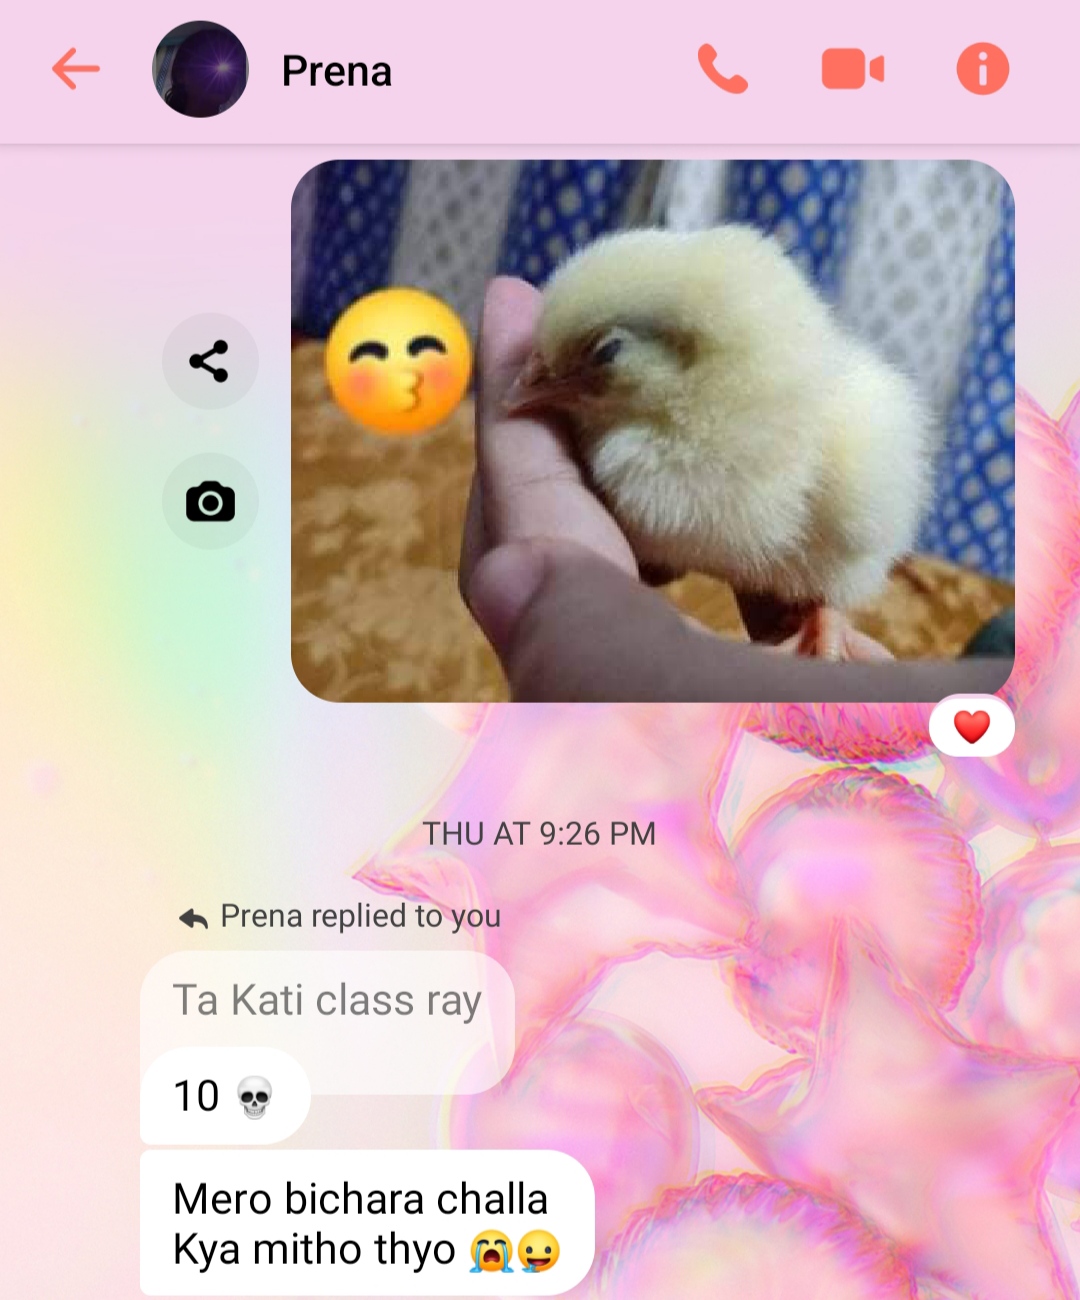 Prena
THU AT 9:26 PM
Prena replied to you
Ta Kati class ray
10 💀
Mero bichara challa
Kya mitho thyo 😭🤤